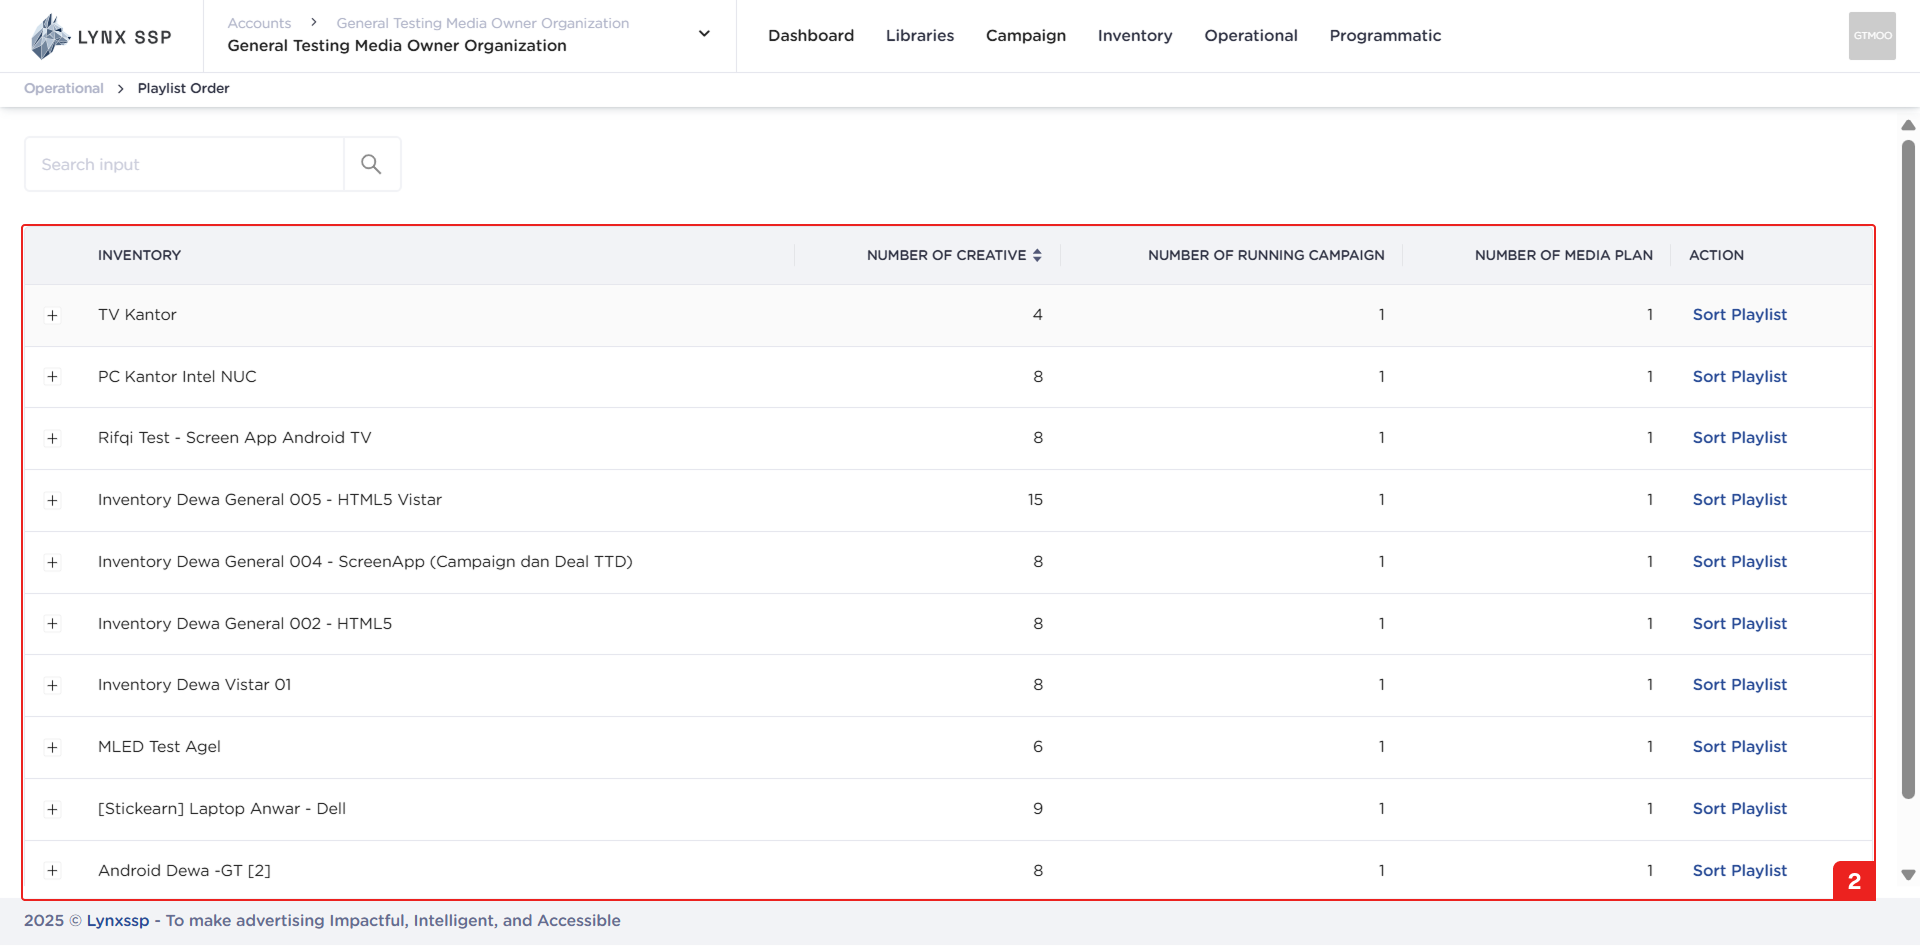 LYNX SSP
Accounts > General Testing Media Owner Organization
General Testing Media Owner Organization
Dashboard Libraries Campaign Inventory Operational Programmatic
GTMOO
Operational > Playlist Order
Search input
INVENTORY NUMBER OF CREATIVE NUMBER OF RUNNING CAMPAIGN NUMBER OF MEDIA PLAN ACTION
+ TV Kantor 4 1 1 Sort Playlist
+ PC Kantor Intel NUC 8 1 1 Sort Playlist
+ Rifqi Test - Screen App Android TV 8 1 1 Sort Playlist
+ Inventory Dewa General 005 - HTML5 Vistar 15 1 1 Sort Playlist
+ Inventory Dewa General 004 - ScreenApp (Campaign dan Deal TTD) 8 1 1 Sort Playlist
+ Inventory Dewa General 002 - HTML5 8 1 1 Sort Playlist
+ Inventory Dewa Vistar 01 8 1 1 Sort Playlist
+ MLED Test Agel 6 1 1 Sort Playlist
+ [Stickearn] Laptop Anwar - Dell 9 1 1 Sort Playlist
+ Android Dewa -GT [2] 8 1 1 Sort Playlist
2
2025 © Lynxssp - To make advertising Impactful, Intelligent, and Accessible